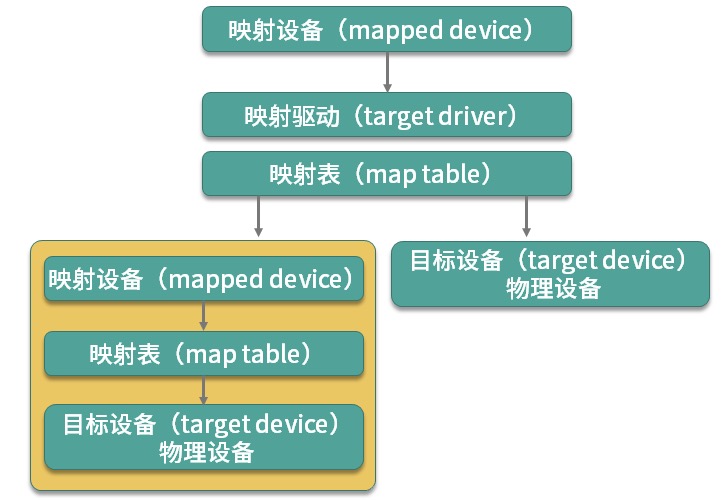 映射设备（mapped device）
映射驱动（target driver）
映射表（map table）
映射设备（mapped device）
映射表（map table）
目标设备（target device）
物理设备
目标设备（target device）
物理设备